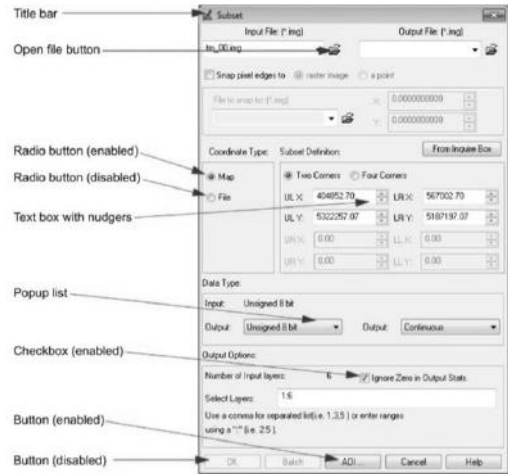 Title bar
Subset
Input File: (*.img)
Output File: (*.img)
Open file button
tm_00.img
Snap pixel edges to
raster image
a point
File to snap to: (*.img)
X:
0.0000000000
Y:
0.0000000000
Coordinate Type:
Subset Definition:
From Inquire Box
Radio button (enabled)
Map
Two Corners
Four Corners
Radio button (disabled)
File
UL X:
404852.70
LR X:
567002.70
Text box with nudgers
UL Y:
5322257.07
LR Y:
5187197.07
UR X:
0.00
LL X:
0.00
UR Y:
0.00
LL Y:
0.00
Data Type:
Popup list
Input:
Unsigned 8 bit
Output:
Unsigned 8 bit
Output:
Continuous
Checkbox (enabled)
Output Options:
Number of Input layers:
6
Ignore Zero in Output Stats.
Select Layers:
1:6
Use a comma for separated list(i.e. 1,3,5 ) or enter ranges
using a ":" (i.e. 2:5 ).
Button (enabled)
Button (disabled)
OK
Batch
AOI ...
Cancel
Help